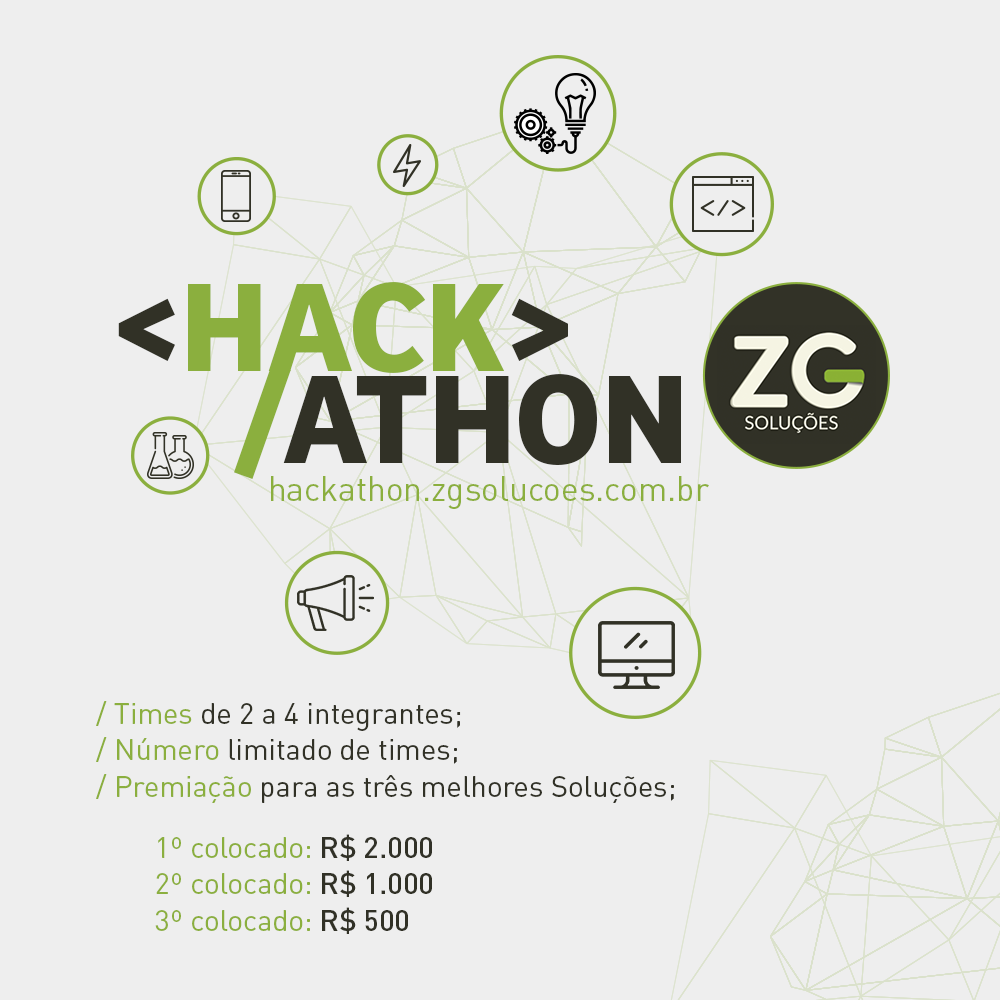 <HACK>
/ATHON
ZG
SOLUÇÕES
hackathon.zgsolucoes.com.br
/ Times de 2 a 4 integrantes;
/ Número limitado de times;
/ Premiação para as três melhores Soluções;
1º colocado: R$ 2.000
2º colocado: R$ 1.000
3º colocado: R$ 500